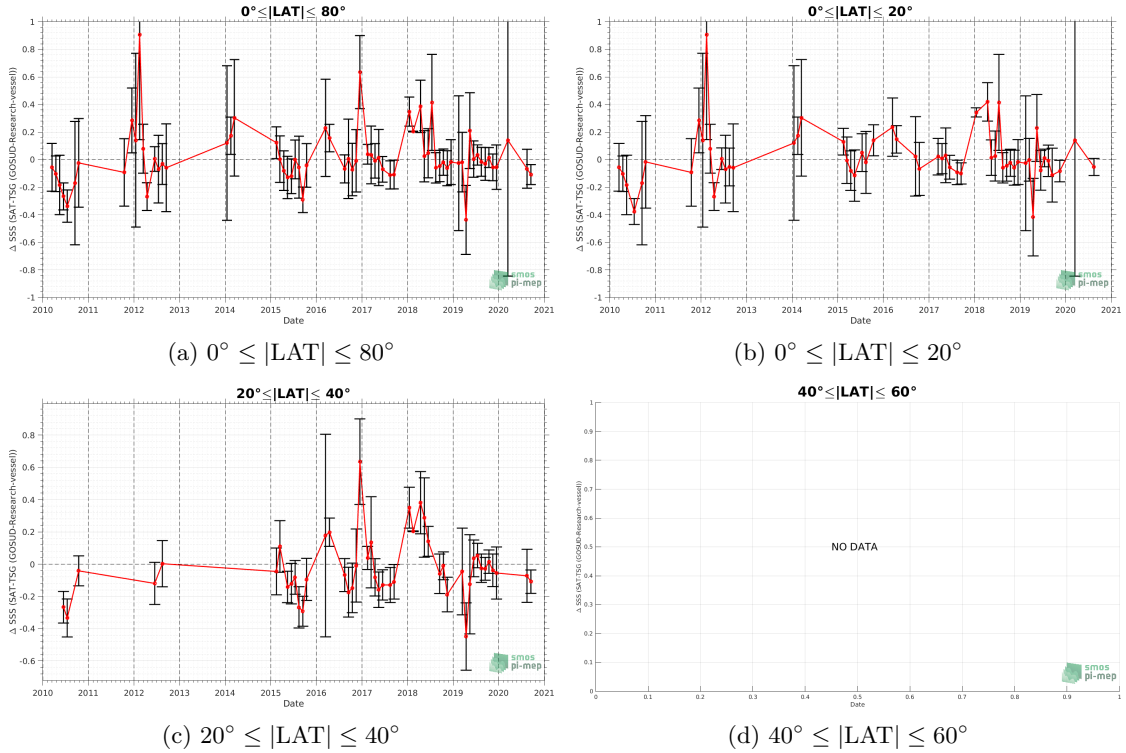 0°≤|LAT|≤ 80°
Δ SSS (SAT-TSG (GOSUD-Research-vessel))
1
0.8
0.6
0.4
0.2
-0
-0.2
-0.4
-0.6
-0.8
-1
2010 2011 2012 2013 2014 2015 2016 2017 2018 2019 2020 2021
Date
smos
pi-mep
(a) 0° ≤ |LAT| ≤ 80°
0°≤|LAT|≤ 20°
Δ SSS (SAT-TSG (GOSUD-Research-vessel))
1
0.8
0.6
0.4
0.2
-0
-0.2
-0.4
-0.6
-0.8
-1
2010 2011 2012 2013 2014 2015 2016 2017 2018 2019 2020 2021
Date
smos
pi-mep
(b) 0° ≤ |LAT| ≤ 20°
20°≤|LAT|≤ 40°
Δ SSS (SAT-TSG (GOSUD-Research-vessel))
0.8
0.6
0.4
0.2
0
-0.2
-0.4
-0.6
2010 2011 2012 2013 2014 2015 2016 2017 2018 2019 2020 2021
Date
smos
pi-mep
(c) 20° ≤ |LAT| ≤ 40°
40°≤|LAT|≤ 60°
Δ SSS (SAT-TSG (GOSUD-Research-vessel))
1
0.9
0.8
0.7
0.6
0.5
0.4
0.3
0.2
0.1
0
NO DATA
0 0.1 0.2 0.3 0.4 0.5 0.6 0.7 0.8 0.9 1
Date
smos
pi-mep
(d) 40° ≤ |LAT| ≤ 60°